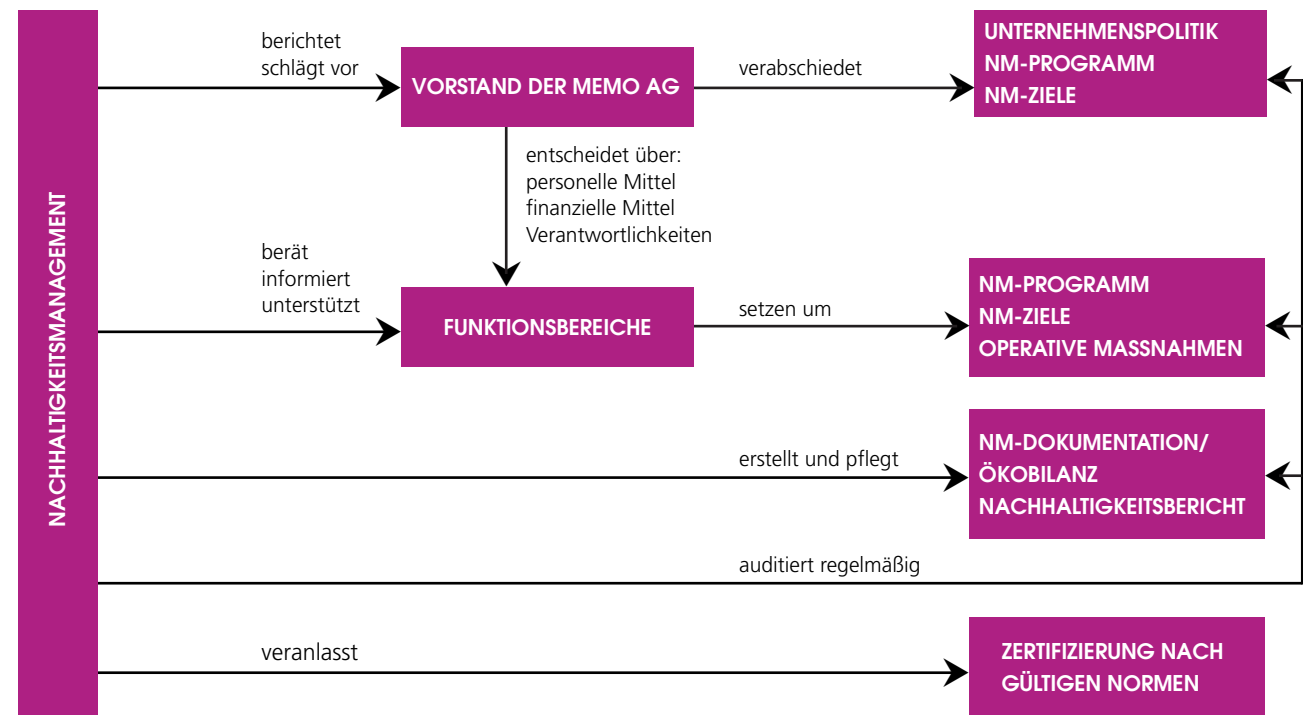 NACHHALTIGKEITSMANAGEMENT
berichtet
schlägt vor
VORSTAND DER MEMO AG
verabschiedet
UNTERNEHMENSPOLITIK
NM-PROGRAMM
NM-ZIELE
entscheidet über:
personelle Mittel
finanzielle Mittel
Verantwortlichkeiten
berät
informiert
unterstützt
FUNKTIONSBEREICHE
setzen um
NM-PROGRAMM
NM-ZIELE
OPERATIVE MASSNAHMEN
erstellt und pflegt
NM-DOKUMENTATION/
ÖKOBILANZ
NACHHALTIGKEITSBERICHT
auditiert regelmäßig
veranlasst
ZERTIFIZIERUNG NACH
GÜLTIGEN NORMEN